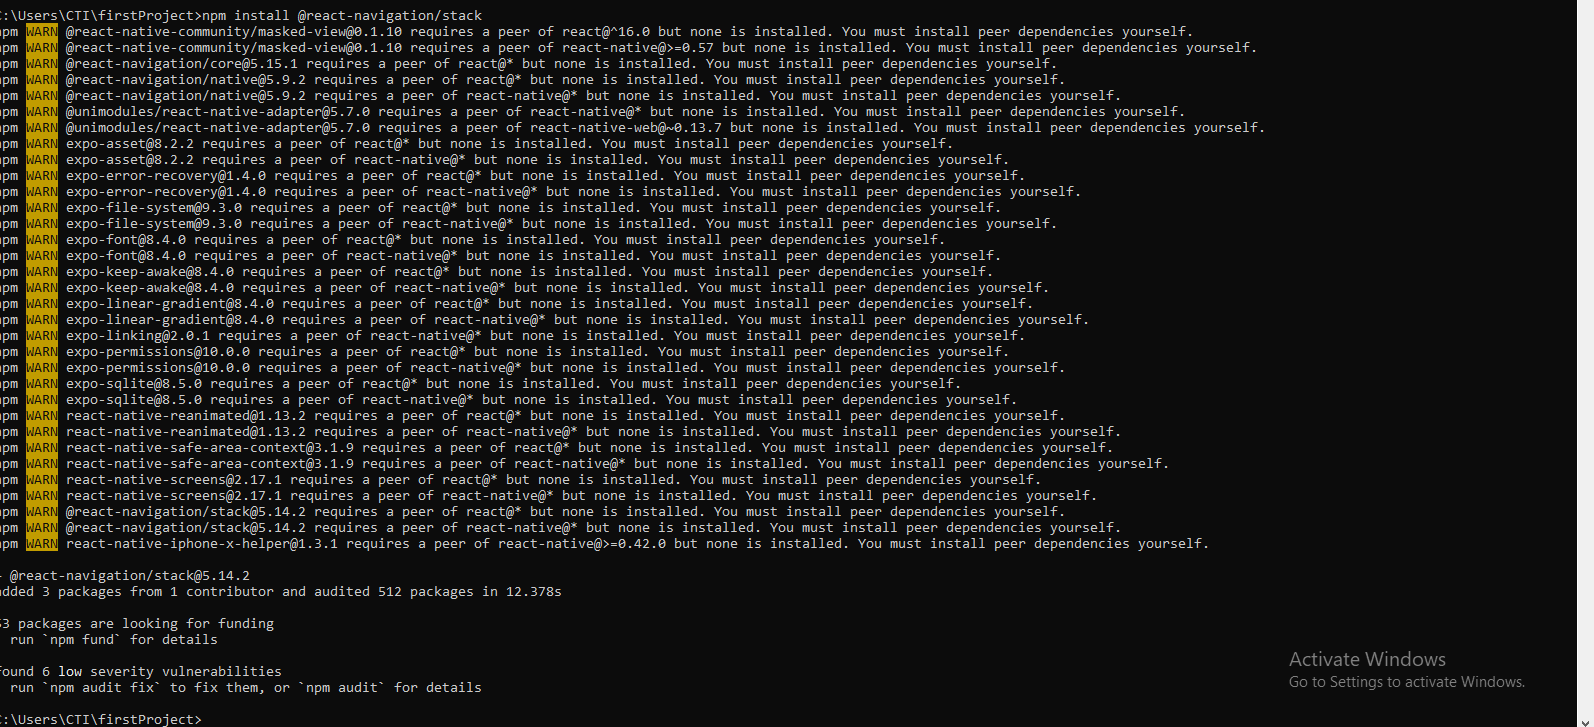 :\Users\CTI\firstProject>npm install @react-navigation/stack
npm WARN @react-native-community/masked-view@0.1.10 requires a peer of react@^16.0 but none is installed. You must install peer dependencies yourself.
npm WARN @react-native-community/masked-view@0.1.10 requires a peer of react-native@>=0.57 but none is installed. You must install peer dependencies yourself.
npm WARN @react-navigation/core@5.15.1 requires a peer of react@* but none is installed. You must install peer dependencies yourself.
npm WARN @react-navigation/native@5.9.2 requires a peer of react@* but none is installed. You must install peer dependencies yourself.
npm WARN @react-navigation/native@5.9.2 requires a peer of react-native@* but none is installed. You must install peer dependencies yourself.
npm WARN @unimodules/react-native-adapter@5.7.0 requires a peer of react-native@* but none is installed. You must install peer dependencies yourself.
npm WARN @unimodules/react-native-adapter@5.7.0 requires a peer of react-native-web@~0.13.7 but none is installed. You must install peer dependencies yourself.
npm WARN expo-asset@8.2.2 requires a peer of react@* but none is installed. You must install peer dependencies yourself.
npm WARN expo-asset@8.2.2 requires a peer of react-native@* but none is installed. You must install peer dependencies yourself.
npm WARN expo-error-recovery@1.4.0 requires a peer of react@* but none is installed. You must install peer dependencies yourself.
npm WARN expo-error-recovery@1.4.0 requires a peer of react-native@* but none is installed. You must install peer dependencies yourself.
npm WARN expo-file-system@9.3.0 requires a peer of react@* but none is installed. You must install peer dependencies yourself.
npm WARN expo-file-system@9.3.0 requires a peer of react-native@* but none is installed. You must install peer dependencies yourself.
npm WARN expo-font@8.4.0 requires a peer of react@* but none is installed. You must install peer dependencies yourself.
npm WARN expo-font@8.4.0 requires a peer of react-native@* but none is installed. You must install peer dependencies yourself.
npm WARN expo-keep-awake@8.4.0 requires a peer of react@* but none is installed. You must install peer dependencies yourself.
npm WARN expo-keep-awake@8.4.0 requires a peer of react-native@* but none is installed. You must install peer dependencies yourself.
npm WARN expo-linear-gradient@8.4.0 requires a peer of react@* but none is installed. You must install peer dependencies yourself.
npm WARN expo-linear-gradient@8.4.0 requires a peer of react-native@* but none is installed. You must install peer dependencies yourself.
npm WARN expo-linking@2.0.1 requires a peer of react-native@* but none is installed. You must install peer dependencies yourself.
npm WARN expo-permissions@10.0.0 requires a peer of react@* but none is installed. You must install peer dependencies yourself.
npm WARN expo-permissions@10.0.0 requires a peer of react-native@* but none is installed. You must install peer dependencies yourself.
npm WARN expo-sqlite@8.5.0 requires a peer of react@* but none is installed. You must install peer dependencies yourself.
npm WARN expo-sqlite@8.5.0 requires a peer of react-native@* but none is installed. You must install peer dependencies yourself.
npm WARN react-native-reanimated@1.13.2 requires a peer of react@* but none is installed. You must install peer dependencies yourself.
npm WARN react-native-reanimated@1.13.2 requires a peer of react-native@* but none is installed. You must install peer dependencies yourself.
npm WARN react-native-safe-area-context@3.1.9 requires a peer of react@* but none is installed. You must install peer dependencies yourself.
npm WARN react-native-safe-area-context@3.1.9 requires a peer of react-native@* but none is installed. You must install peer dependencies yourself.
npm WARN react-native-screens@2.17.1 requires a peer of react@* but none is installed. You must install peer dependencies yourself.
npm WARN react-native-screens@2.17.1 requires a peer of react-native@* but none is installed. You must install peer dependencies yourself.
npm WARN @react-navigation/stack@5.14.2 requires a peer of react@* but none is installed. You must install peer dependencies yourself.
npm WARN @react-navigation/stack@5.14.2 requires a peer of react-native@* but none is installed. You must install peer dependencies yourself.
npm WARN react-native-iphone-x-helper@1.3.1 requires a peer of react-native@>=0.42.0 but none is installed. You must install peer dependencies yourself.
+ @react-navigation/stack@5.14.2
added 3 packages from 1 contributor and audited 512 packages in 12.378s
53 packages are looking for funding
run `npm fund` for details
found 6 low severity vulnerabilities
run `npm audit fix` to fix them, or `npm audit` for details
Activate Windows
Go to Settings to activate Windows.
:\Users\CTI\firstProject>